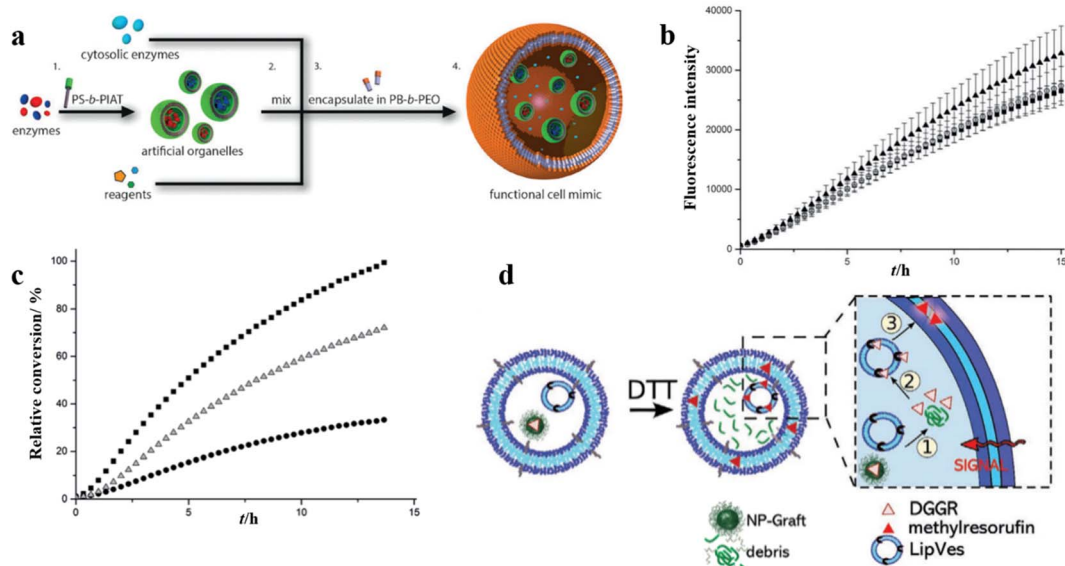 a
cytosolic enzymes
1.
2.
3.
4.
PS-b-PIAT
mix
encapsulate in PB-b-PEO
enzymes
artificial organelles
reagents
functional cell mimic
b
Fluorescence intensity
40000
30000
20000
10000
0
0 5 10 15
t/h
c
Relative conversion/ %
100
80
60
40
20
0
0 5 10 15
t/h
d
DTT
3
2
1
SIGNAL
NP-Graft
debris
DGGR
methylresorufin
LipVes